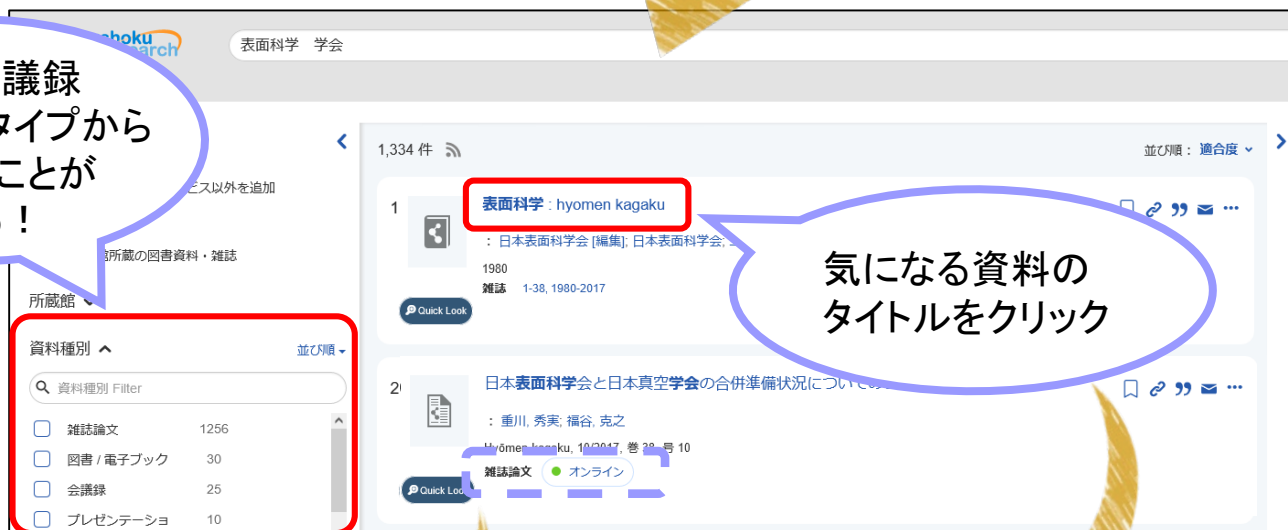 表面科学 学会
議録
タイプから
ことが
！
ビス以外を追加
館所蔵の図書資料・雑誌
所蔵館
資料種別
並び順
資料種別 Filter
雑誌論文 1256
図書 / 電子ブック 30
会議録 25
プレゼンテーショ 10
1,334 件
並び順： 適合度
1
表面科学 : hyomen kagaku
： 日本表面科学会 [編集]; 日本表面科学会;
1980
雑誌 1-38, 1980-2017
Quick Look
気になる資料の
タイトルをクリック
2
日本表面科学会と日本真空学会の合併準備状況について
： 重川, 秀実; 福谷, 克之
Hyōmen kagaku, 10/2017, 巻 38, 号 10
雑誌論文 オンライン
Quick Loo